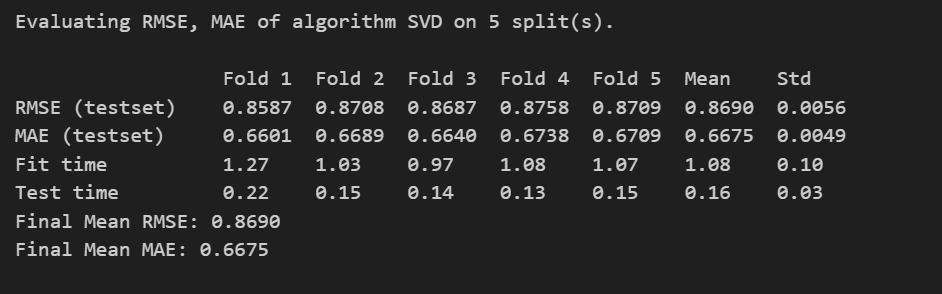 Evaluating RMSE, MAE of algorithm SVD on 5 split(s).
Fold 1 Fold 2 Fold 3 Fold 4 Fold 5 Mean Std
RMSE (testset) 0.8587 0.8708 0.8687 0.8758 0.8709 0.8690 0.0056
MAE (testset) 0.6601 0.6689 0.6640 0.6738 0.6709 0.6675 0.0049
Fit time 1.27 1.03 0.97 1.08 1.07 1.08 0.10
Test time 0.22 0.15 0.14 0.13 0.15 0.16 0.03
Final Mean RMSE: 0.8690
Final Mean MAE: 0.6675